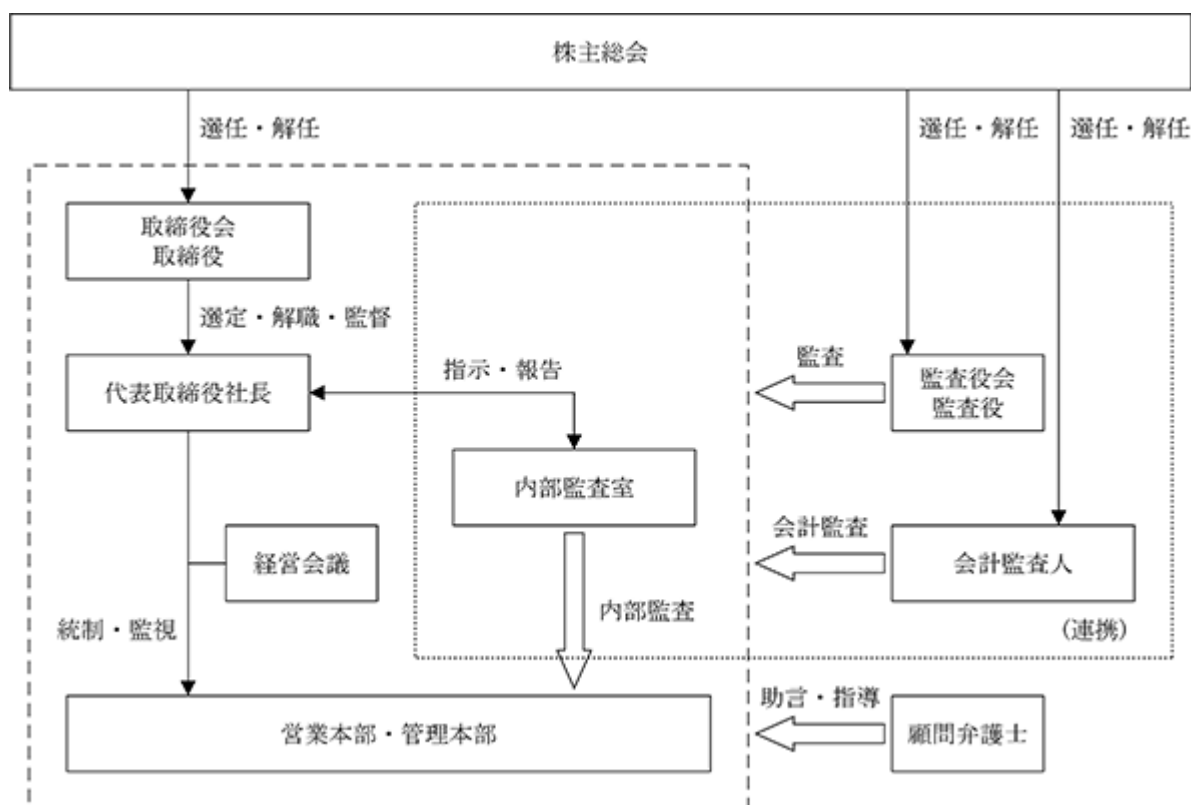 株主総会
選任・解任
選任・解任
選任・解任
取締役会
取締役
選定・解職・監督
代表取締役社長
指示・報告
監査
監査役会
監査役
内部監査室
会計監査
会計監査人
経営会議
内部監査
統制・監視
(連携)
助言・指導
営業本部・管理本部
顧問弁護士